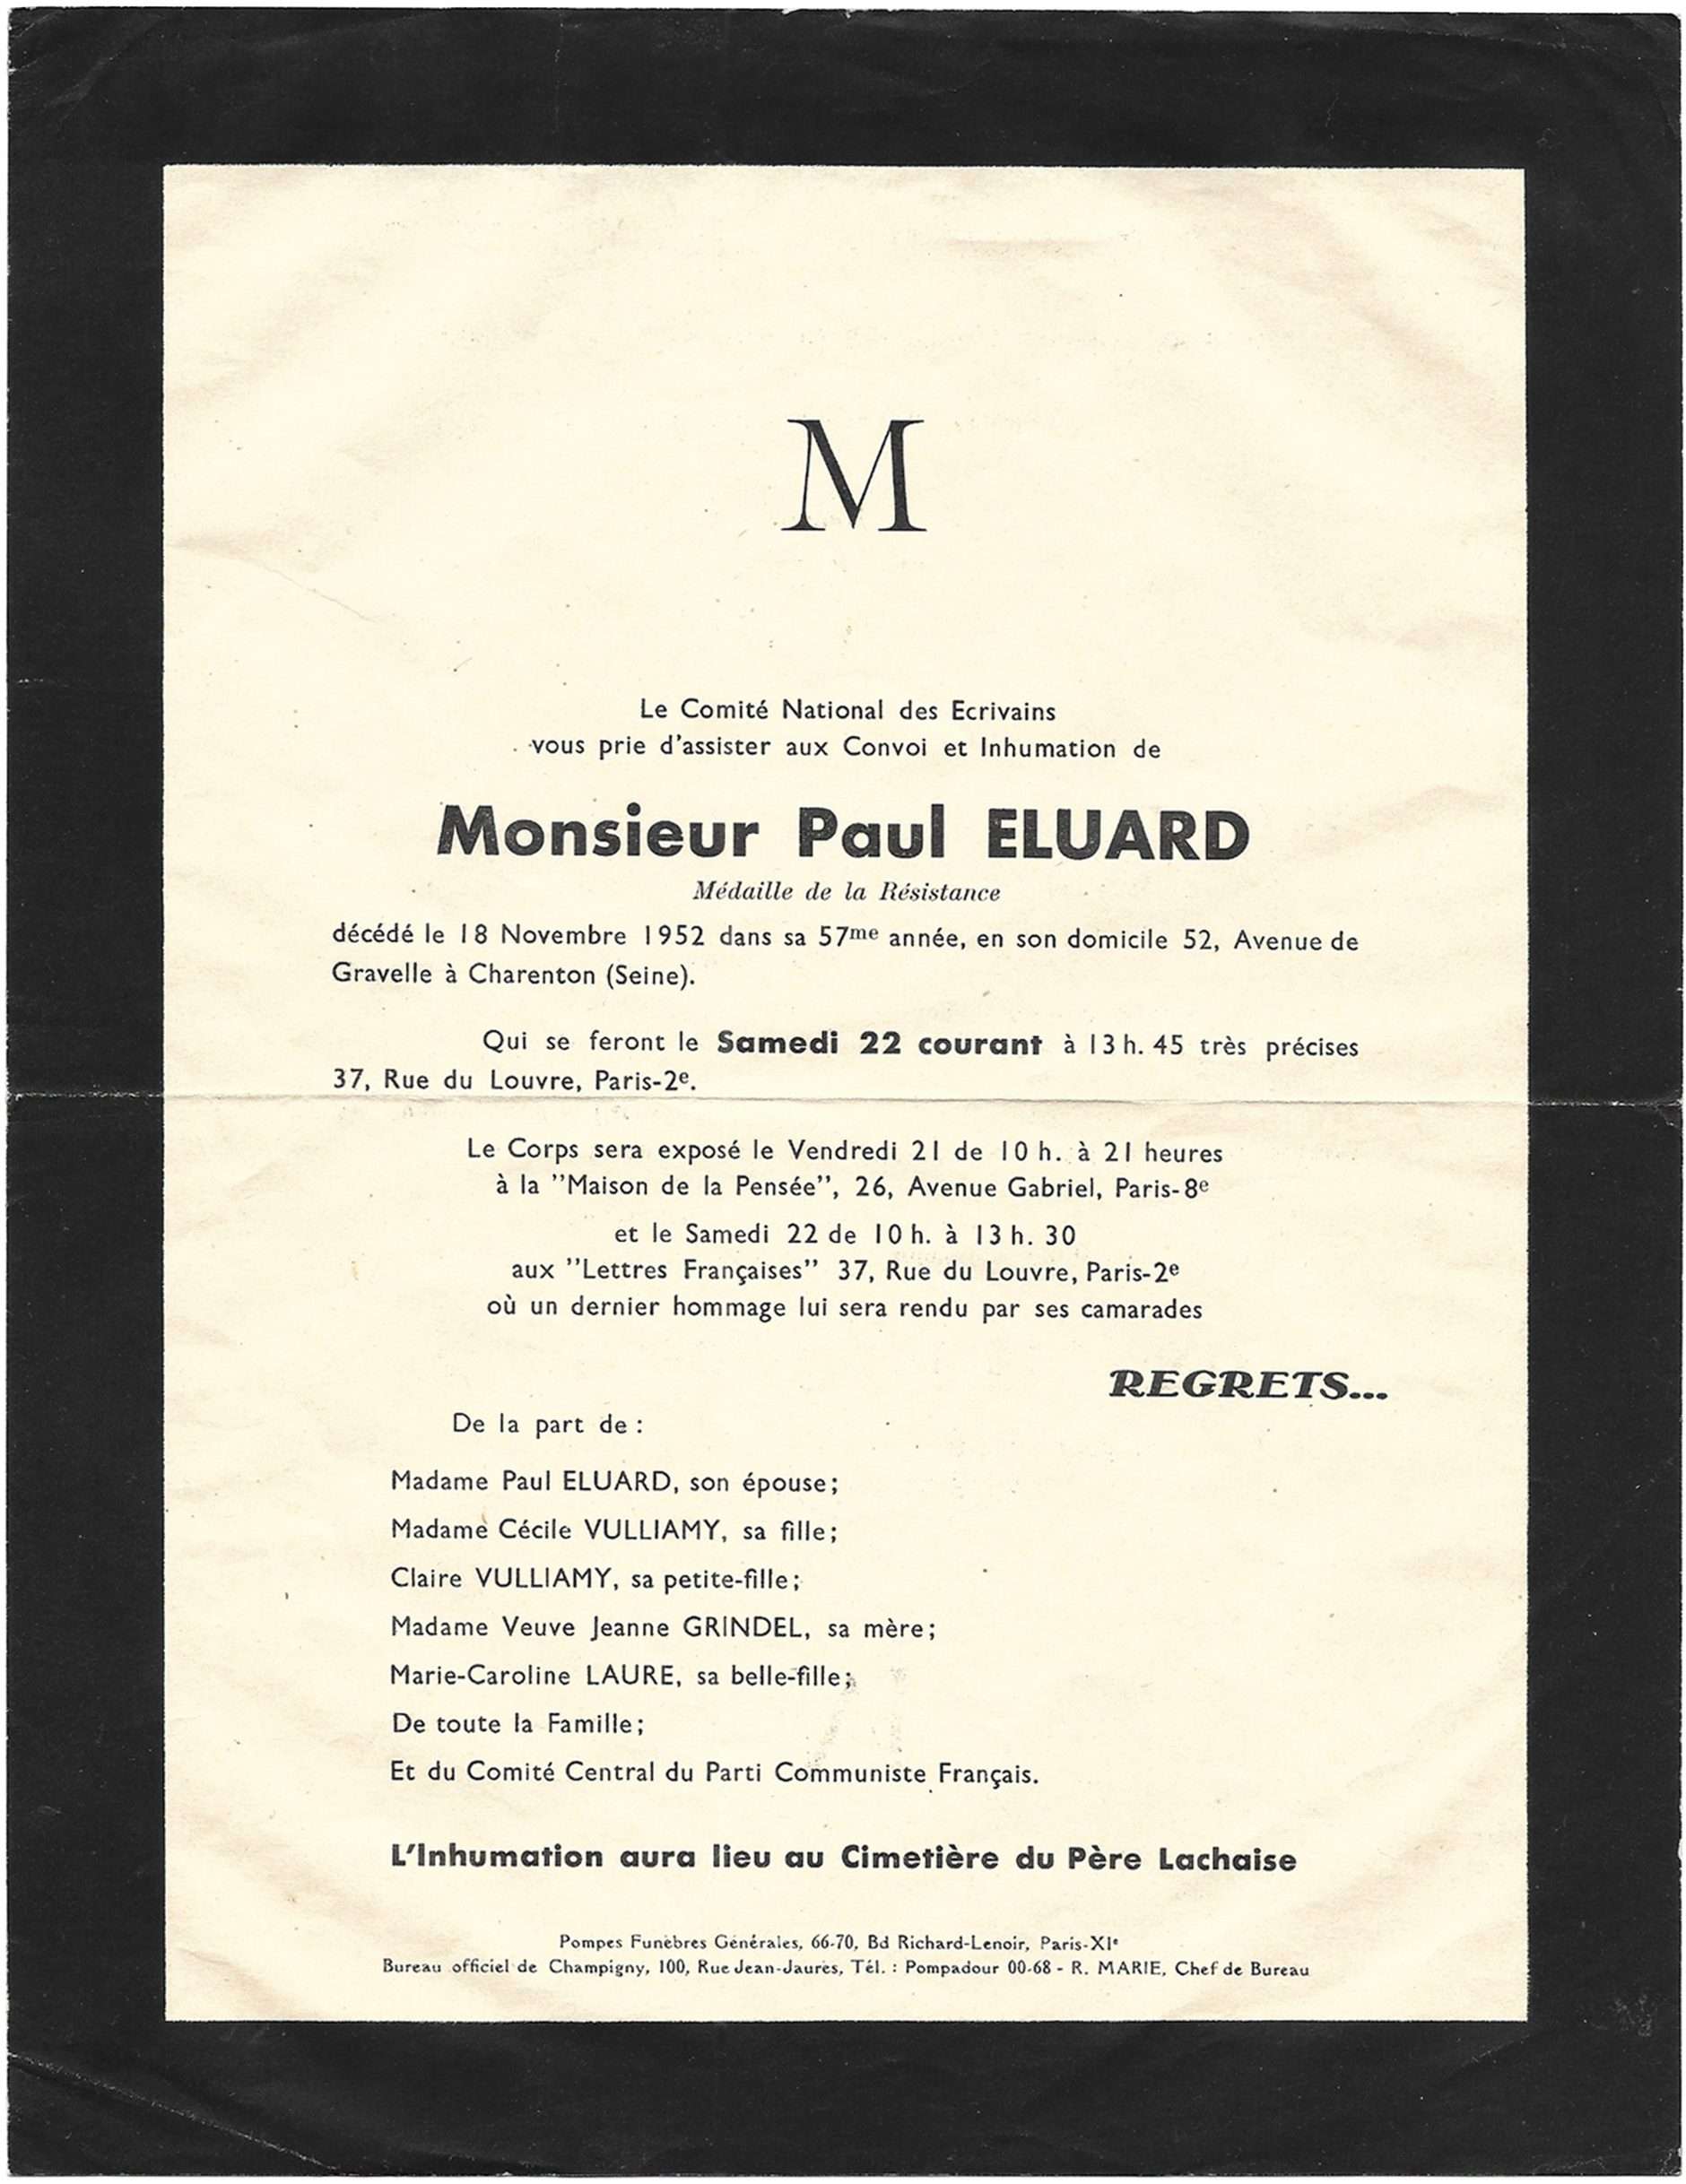 M
Le Comité National des Ecrivains
vous prie d'assister aux Convoi et Inhumation de
Monsieur Paul ELUARD
Médaille de la Résistance
décédé le 18 Novembre 1952 dans sa 57me année, en son domicile 52, Avenue de
Gravelle à Charenton (Seine).
Qui se feront le Samedi 22 courant à 13 h. 45 très précises
37, Rue du Louvre, Paris-2e.
Le Corps sera exposé le Vendredi 21 de 10 h. à 21 heures
à la "Maison de la Pensée", 26, Avenue Gabriel, Paris-8e
et le Samedi 22 de 10 h. à 13 h. 30
aux "Lettres Françaises" 37, Rue du Louvre, Paris-2e
où un dernier hommage lui sera rendu par ses camarades
REGRETS...
De la part de :
Madame Paul ELUARD, son épouse;
Madame Cécile VULLIAMY, sa fille;
Claire VULLIAMY, sa petite-fille;
Madame Veuve Jeanne GRINDEL, sa mère;
Marie-Caroline LAURE, sa belle-fille;
De toute la Famille;
Et du Comité Central du Parti Communiste Français.
L'Inhumation aura lieu au Cimetière du Père Lachaise
Pompes Funèbres Générales, 66-70, Bd Richard-Lenoir, Paris-XIe
Bureau officiel de Champigny, 100, Rue Jean-Jaurès, Tél. : Pompadour 00-68 - R. MARIE, Chef de Bureau